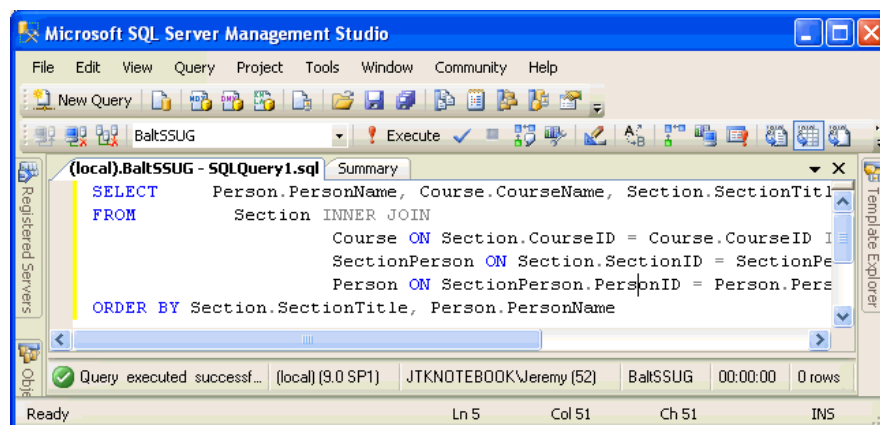 Microsoft SQL Server Management Studio
File Edit View Query Project Tools Window Community Help
New Query
BaltSSUG Execute
(local).BaltSSUG - SQLQuery1.sql Summary
Registered Servers
Template Explorer
SELECT Person.PersonName, Course.CourseName, Section.SectionTitl
FROM Section INNER JOIN
Course ON Section.CourseID = Course.CourseID I
SectionPerson ON Section.SectionID = SectionPe
Person ON SectionPerson.PersonID = Person.Pers
ORDER BY Section.SectionTitle, Person.PersonName
Obje
Query executed successf... (local) (9.0 SP1) JTKNOTEBOOK\Jeremy (52) BaltSSUG 00:00:00 0 rows
Ready Ln 5 Col 51 Ch 51 INS